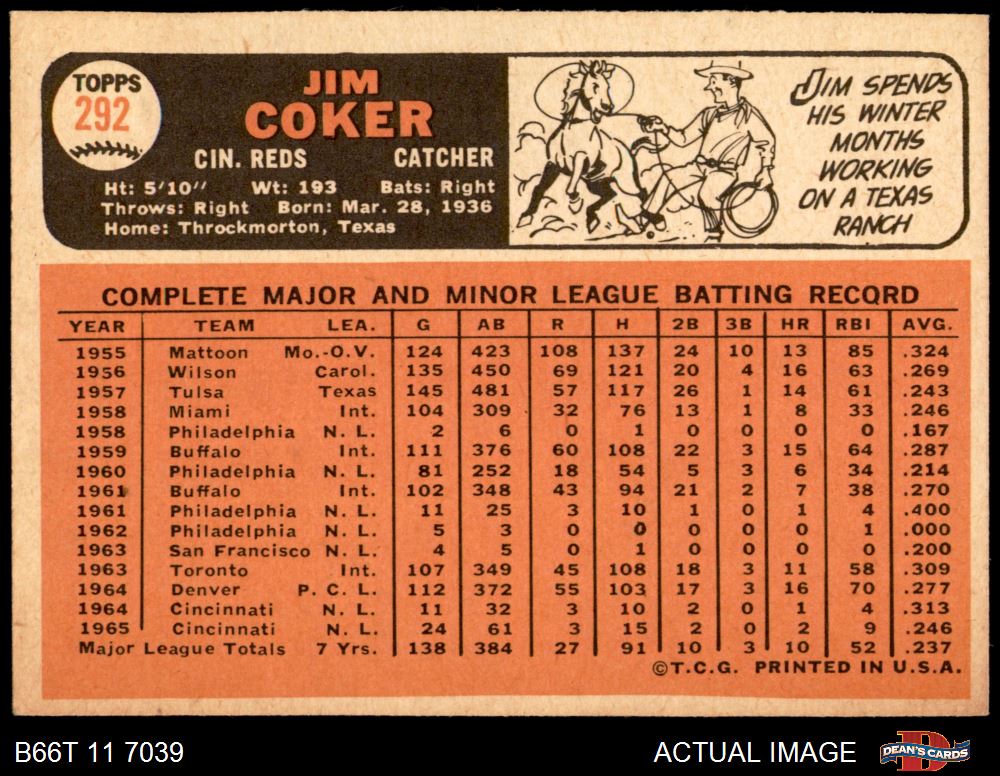 TOPPS
292
JIM
COKER
CIN. REDS CATCHER
Ht: 5'10" Wt: 193 Bats: Right
Throws: Right Born: Mar. 28, 1936
Home: Throckmorton, Texas
JIM SPENDS
HIS WINTER
MONTHS
WORKING
ON A TEXAS
RANCH
COMPLETE MAJOR AND MINOR LEAGUE BATTING RECORD
YEAR TEAM LEA. G AB R H 2B 3B HR RBI AVG.
1955 Mattoon Mo.-O.V. 124 423 108 137 24 10 13 85 .324
1956 Wilson Carol. 135 450 69 121 20 4 16 63 .269
1957 Tulsa Texas 145 481 57 117 26 1 14 61 .243
1958 Miami Int. 104 309 32 76 13 1 8 33 .246
1958 Philadelphia N. L. 2 6 0 1 0 0 0 0 .167
1959 Buffalo Int. 111 376 60 108 22 3 15 64 .287
1960 Philadelphia N. L. 81 252 18 54 5 3 6 34 .214
1961 Buffalo Int. 102 348 43 94 21 2 7 38 .270
1961 Philadelphia N. L. 11 25 3 10 1 0 1 4 .400
1962 Philadelphia N. L. 5 3 0 0 0 0 0 1 .000
1963 San Francisco N. L. 4 5 0 1 0 0 0 0 .200
1963 Toronto Int. 107 349 45 108 18 3 11 58 .309
1964 Denver P. C. L. 112 372 55 103 17 3 16 70 .277
1964 Cincinnati N. L. 11 32 3 10 2 0 1 4 .313
1965 Cincinnati N. L. 24 61 3 15 2 0 2 9 .246
Major League Totals 7 Yrs. 138 384 27 91 10 3 10 52 .237
©T.C.G. PRINTED IN U.S.A.
B66T 11 7039 ACTUAL IMAGE DEAN'S CARDS